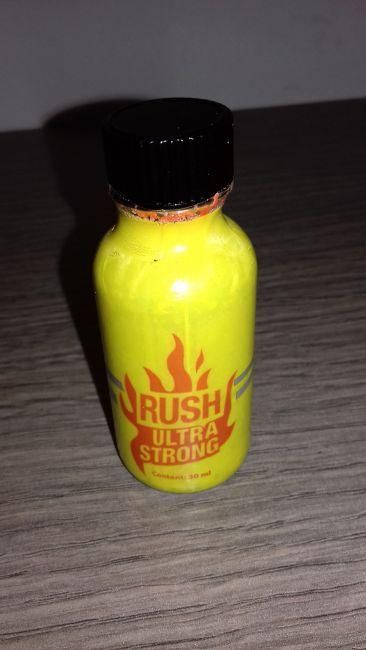 RUSH
ULTRA
STRONG
Content: 30 ml